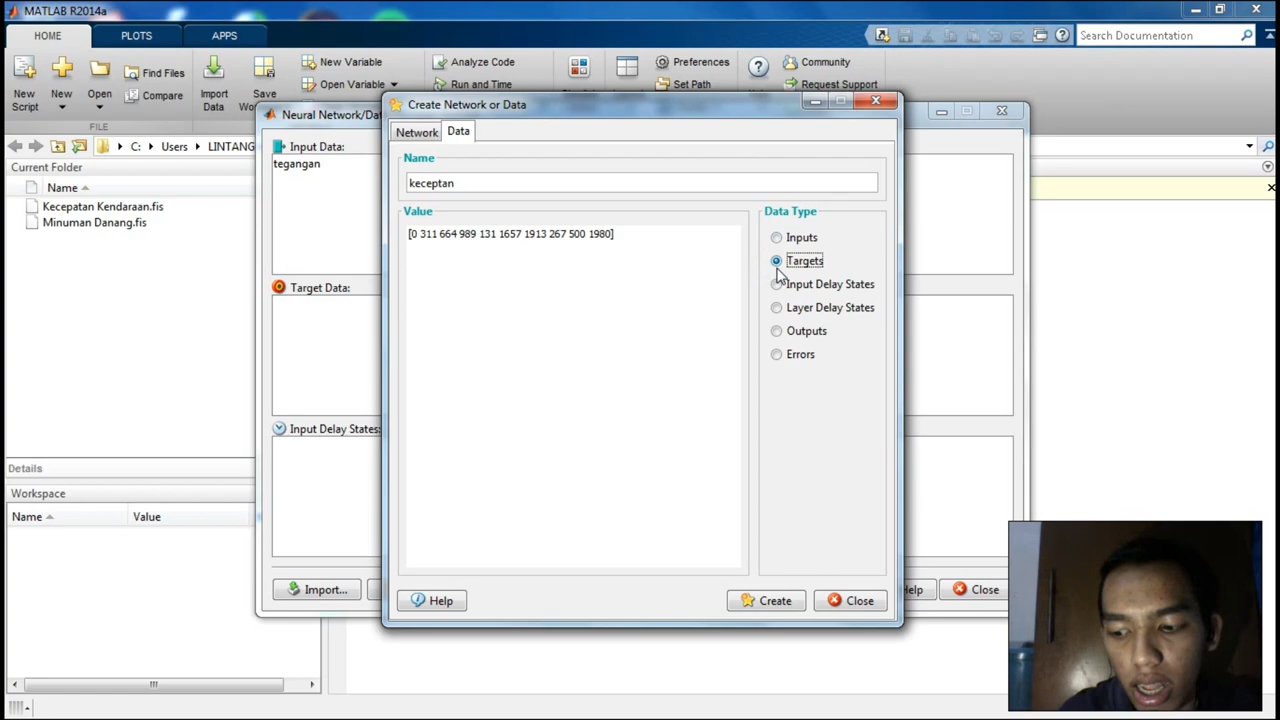 MATLAB R2014a
HOME
PLOTS
APPS
Search Documentation
New Script
New
Open
Find Files
Compare
Import Data
Save
New Variable
Open Variable
Analyze Code
Run and Time
Preferences
Set Path
?
Community
Request Support
FILE
C:
Users
LINTANG
Current Folder
Name
Kecepatan Kendaraan.fis
Minuman Danang.fis
Details
Workspace
Name
Value
Neural Network/Da
Input Data:
tegangan
Target Data:
Input Delay States:
Import...
Help
Close
Create Network or Data
Network
Data
Name
keceptan
Value
[0 311 664 989 131 1657 1913 267 500 1980]
Data Type
Inputs
Targets
Input Delay States
Layer Delay States
Outputs
Errors
Help
Create
Close